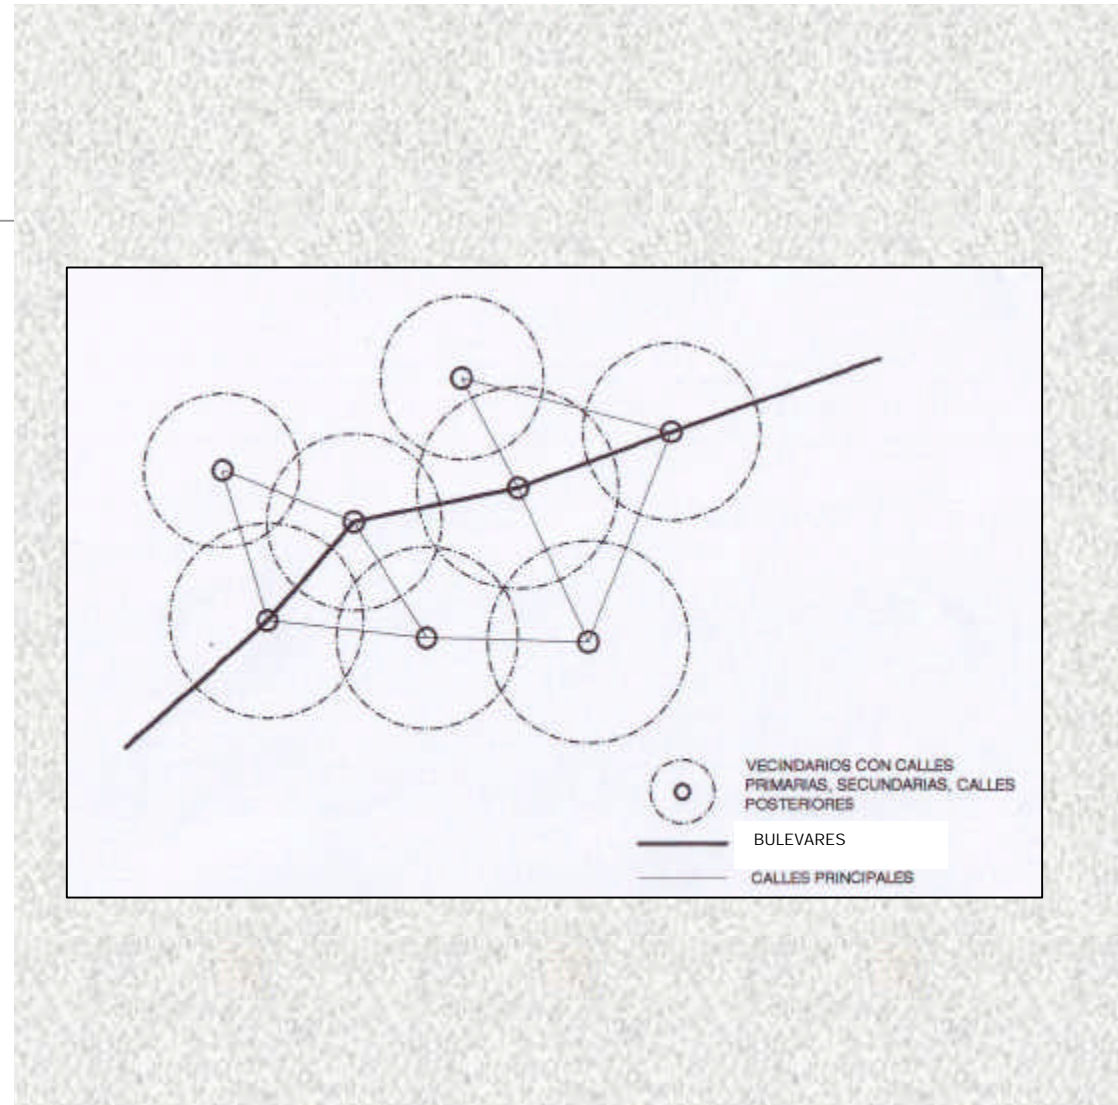 VECINDARIOS CON CALLES
PRIMARIAS, SECUNDARIAS, CALLES
POSTERIORES
BULEVARES
CALLES PRINCIPALES